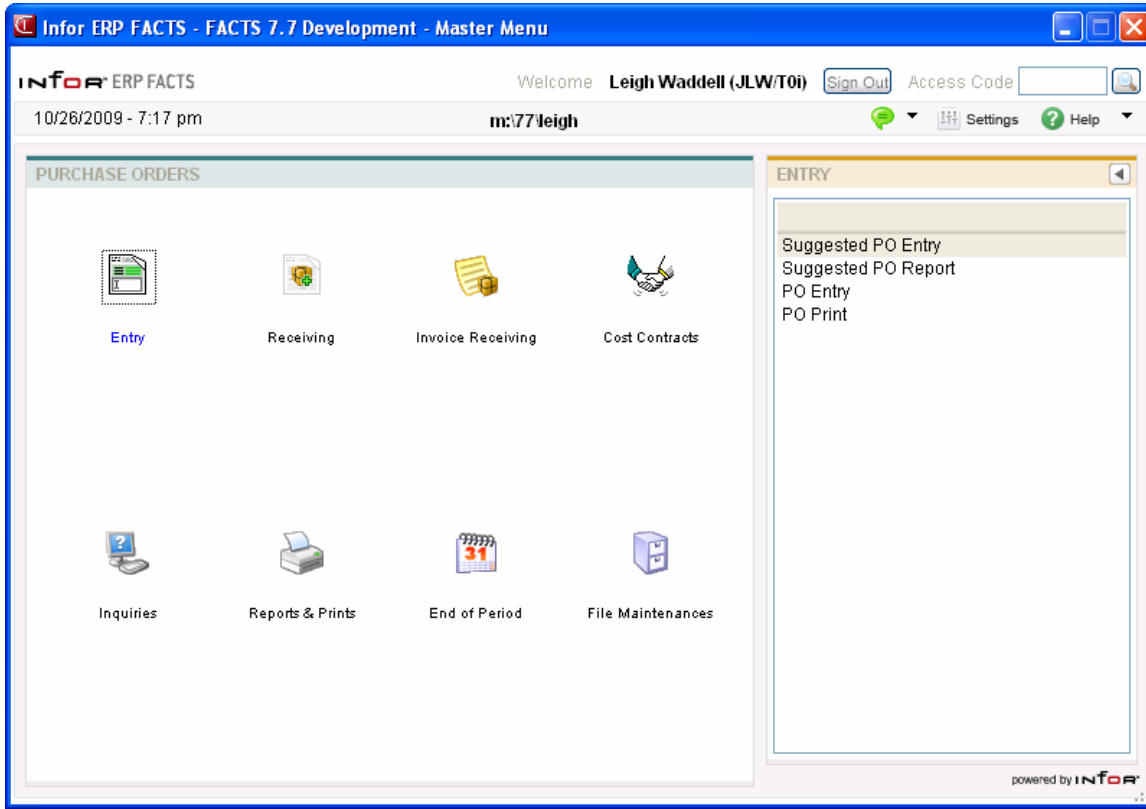 Infor ERP FACTS - FACTS 7.7 Development - Master Menu
INFOR ERP FACTS
Welcome Leigh Waddell (JLW/T0i) Sign Out Access Code
10/26/2009 - 7:17 pm m:\77\leigh Settings Help
PURCHASE ORDERS
Entry Receiving Invoice Receiving Cost Contracts
31
Inquiries Reports & Prints End of Period File Maintenances
ENTRY
Suggested PO Entry
Suggested PO Report
PO Entry
PO Print
powered by INFOR